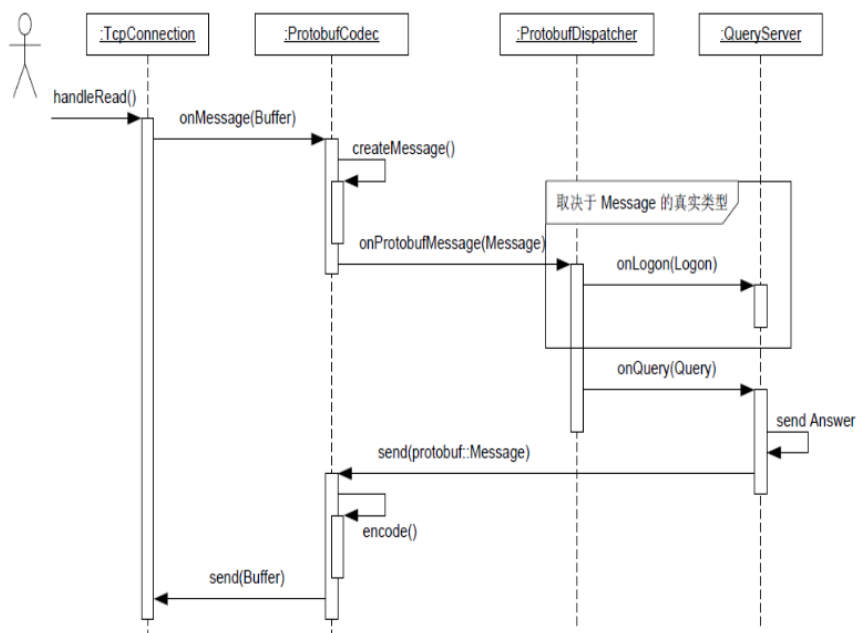 :TcpConnection
:ProtobufCodec
:ProtobufDispatcher
:QueryServer
handleRead()
onMessage(Buffer)
createMessage()
取决于 Message 的真实类型
onProtobufMessage(Message)
onLogon(Logon)
onQuery(Query)
send Answer
send(protobuf::Message)
encode()
send(Buffer)